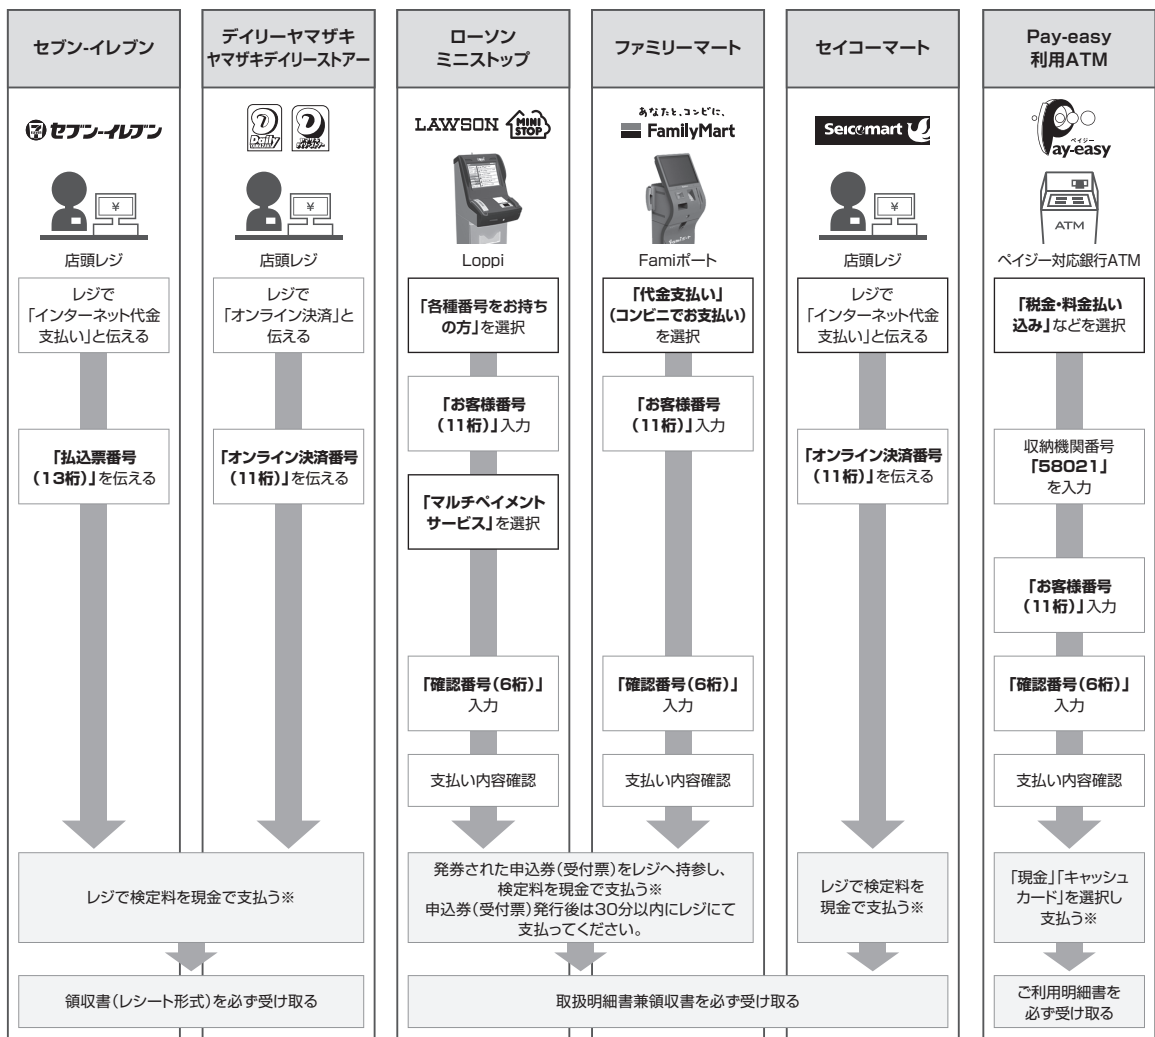 セブン-イレブン
デイリーヤマザキ
ヤマザキデイリーストアー
ローソン
ミニストップ
ファミリーマート
セイコーマート
Pay-easy
利用ATM
セブン-イレブン
Daily
LAWSON
MINI
STOP
あなたと、コンビに、
FamilyMart
Seicomart
ペイジー
Pay-easy
¥
¥
¥
ATM
店頭レジ
店頭レジ
Loppi
Famiポート
店頭レジ
ペイジー対応銀行ATM
レジで
「インターネット代金
支払い」と伝える
レジで
「オンライン決済」と
伝える
「各種番号をお持ち
の方」を選択
「代金支払い」
(コンビニでお支払い)
を選択
レジで
「インターネット代金
支払い」と伝える
「税金・料金払い
込み」などを選択
「お客様番号
(11桁)」入力
「お客様番号
(11桁)」入力
「払込票番号
(13桁)」を伝える
「オンライン決済番号
(11桁)」を伝える
「マルチペイメント
サービス」を選択
「オンライン決済番号
(11桁)」を伝える
収納機関番号
「58021」
を入力
「お客様番号
(11桁)」入力
「確認番号(6桁)」
入力
「確認番号(6桁)」
入力
「確認番号(6桁)」
入力
支払い内容確認
支払い内容確認
支払い内容確認
レジで検定料を現金で支払う※
発券された申込券(受付票)をレジへ持参し、
検定料を現金で支払う※
申込券(受付票)発行後は30分以内にレジにて
支払ってください。
レジで検定料を
現金で支払う※
「現金」「キャッシュ
カード」を選択し
支払う※
領収書(レシート形式)を必ず受け取る
取扱明細書兼領収書を必ず受け取る
ご利用明細書を
必ず受け取る